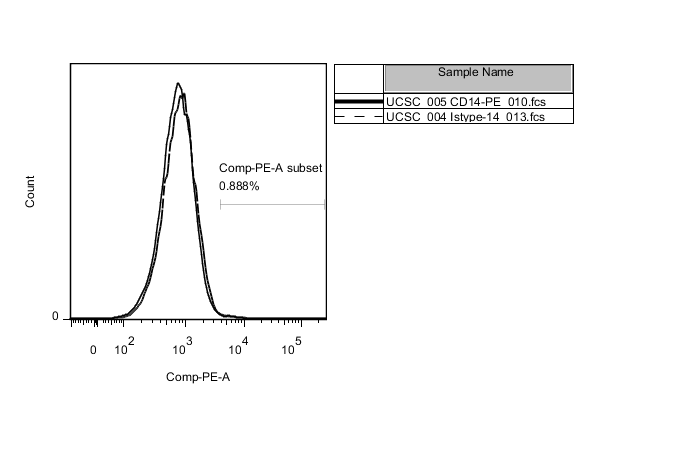 Sample Name
UCSC_005 CD14-PE_010.fcs
UCSC_004 Istype-14_013.fcs
Comp-PE-A subset
0.888%
Count
0
0 10^2 10^3 10^4 10^5
Comp-PE-A